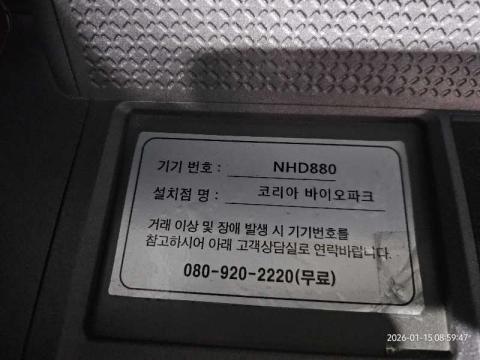 기기 번호 : NHD880
설치점 명 : 코리아 바이오파크
거래 이상 및 장애 발생 시 기기번호를
참고하시어 아래 고객상담실로 연락바랍니다.
080-920-2220(무료)
2026-01-15 08:59:47